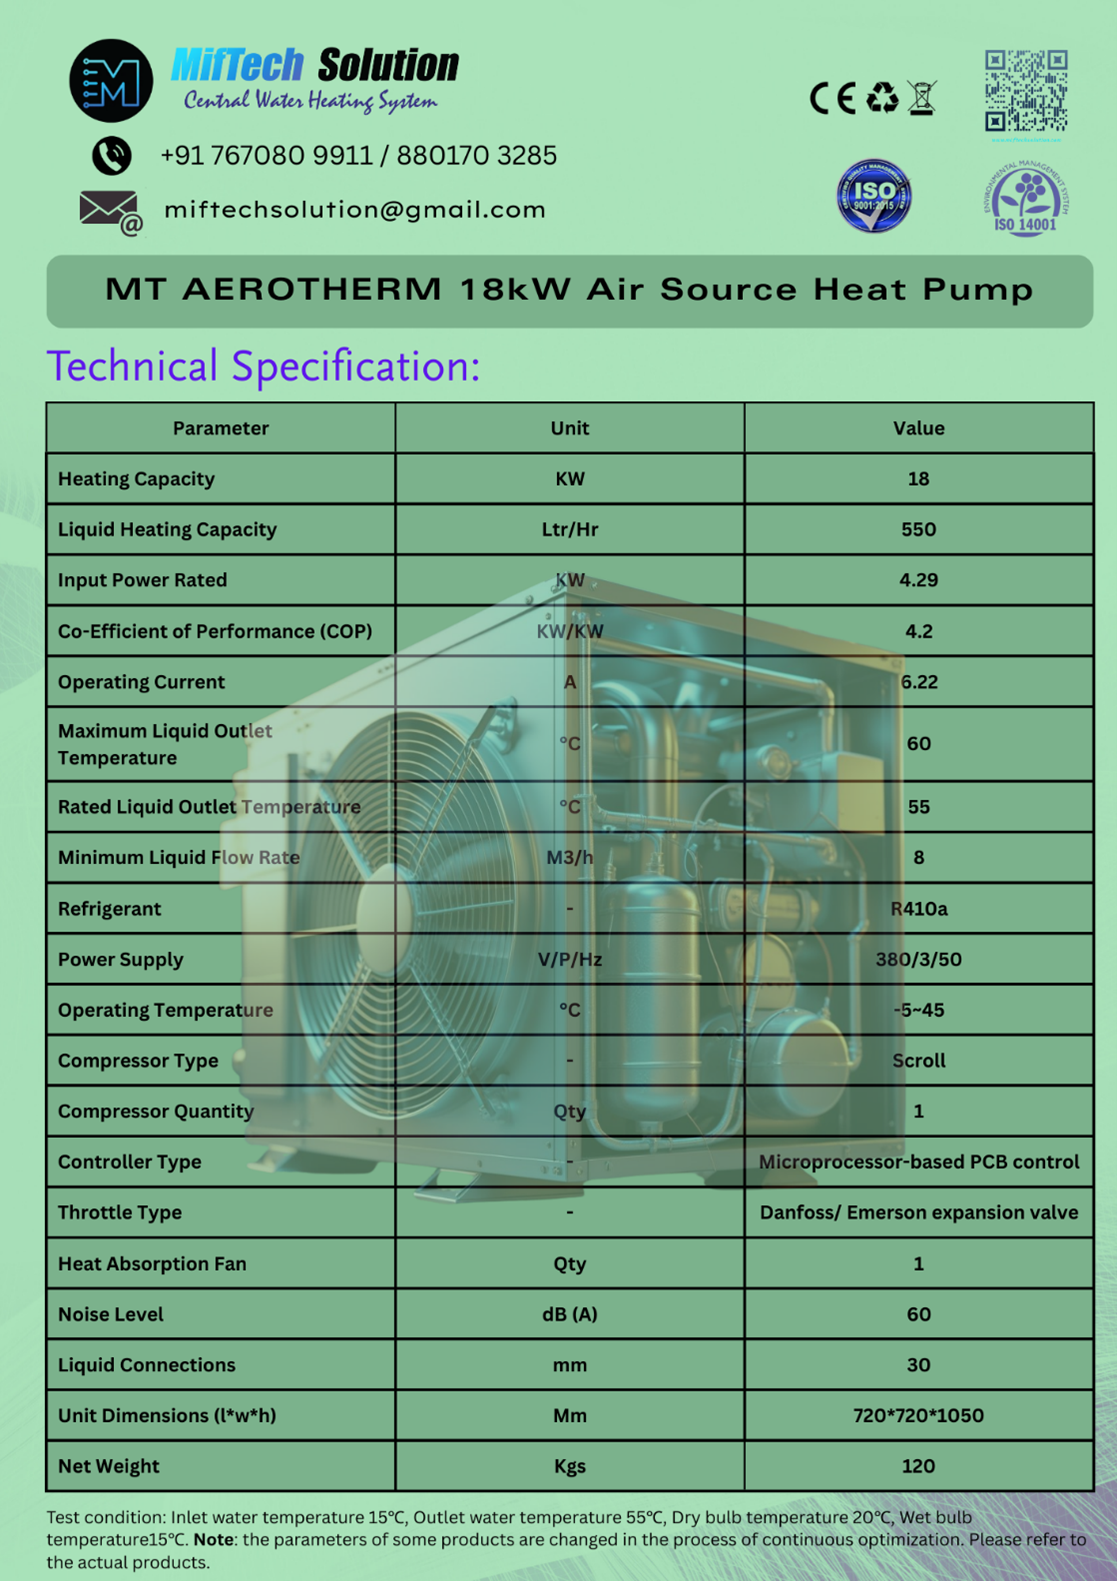 MifTech Solution
Central Water Heating System
+91 767080 9911 / 880170 3285
miftechsolution@gmail.com
CE
QUALITY MANAGEMENT
ISO
9001:2015
ENVIRONMENTAL MANAGEMENT SYSTEM
ISO 14001
MT AEROTHERM 18kW Air Source Heat Pump
Technical Specification:
Parameter Unit Value
Heating Capacity KW 18
Liquid Heating Capacity Ltr/Hr 550
Input Power Rated KW 4.29
Co-Efficient of Performance (COP) KW/KW 4.2
Operating Current A 6.22
Maximum Liquid Outlet
Temperature °C 60
Rated Liquid Outlet Temperature °C 55
Minimum Liquid Flow Rate M3/h 8
Refrigerant - R410a
Power Supply V/P/Hz 380/3/50
Operating Temperature °C -5~45
Compressor Type - Scroll
Compressor Quantity Qty 1
Controller Type - Microprocessor-based PCB control
Throttle Type - Danfoss/ Emerson expansion valve
Heat Absorption Fan Qty 1
Noise Level dB (A) 60
Liquid Connections mm 30
Unit Dimensions (l*w*h) Mm 720*720*1050
Net Weight Kgs 120
Test condition: Inlet water temperature 15℃, Outlet water temperature 55℃, Dry bulb temperature 20℃, Wet bulb
temperature15℃. Note: the parameters of some products are changed in the process of continuous optimization. Please refer to
the actual products.